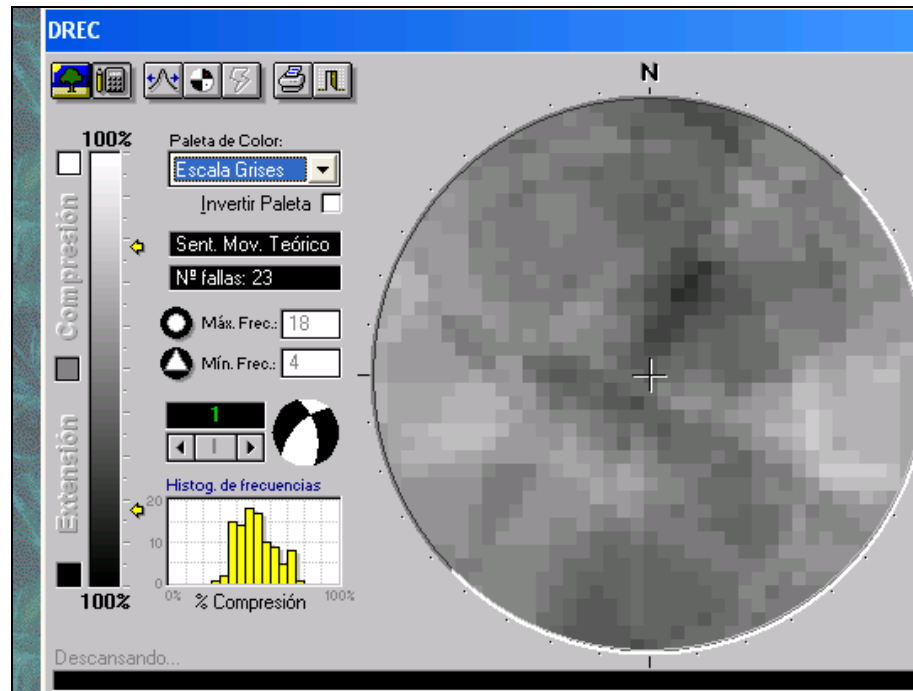 DREC
N
100%
Paleta de Color:
Escala Grises
Invertir Paleta
Compresión
Sent. Mov. Teórico
Nº fallas: 23
Máx. Frec.: 18
Mín. Frec.: 4
Extensión
1
Histog. de frecuencias
20
10
0
0%
100%
% Compresión
100%
Descansando...